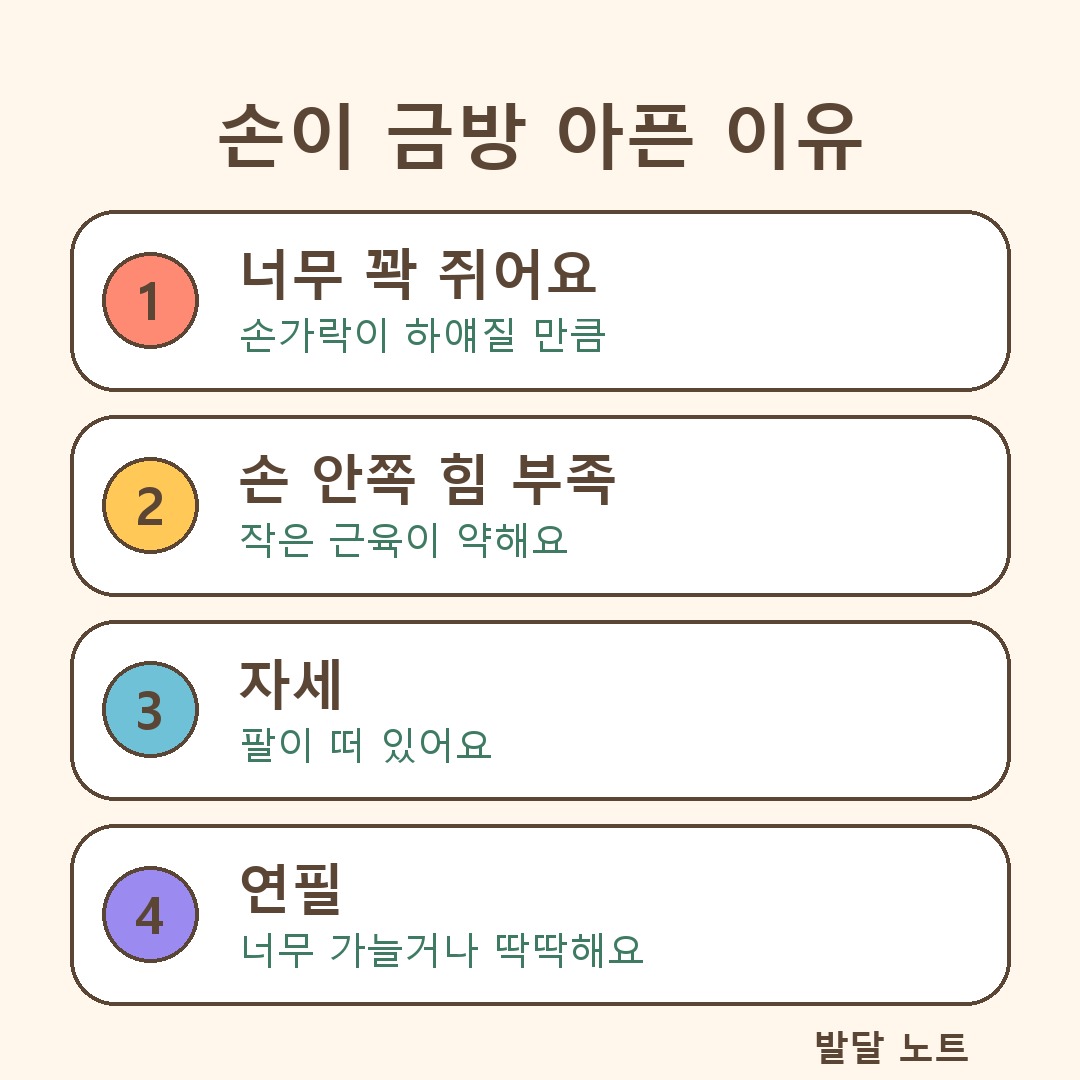 손이 금방 아픈 이유
1
너무 꽉 쥐어요
손가락이 하얘질 만큼
2
손 안쪽 힘 부족
작은 근육이 약해요
3
자세
팔이 떠 있어요
4
연필
너무 가늘거나 딱딱해요
발달 노트